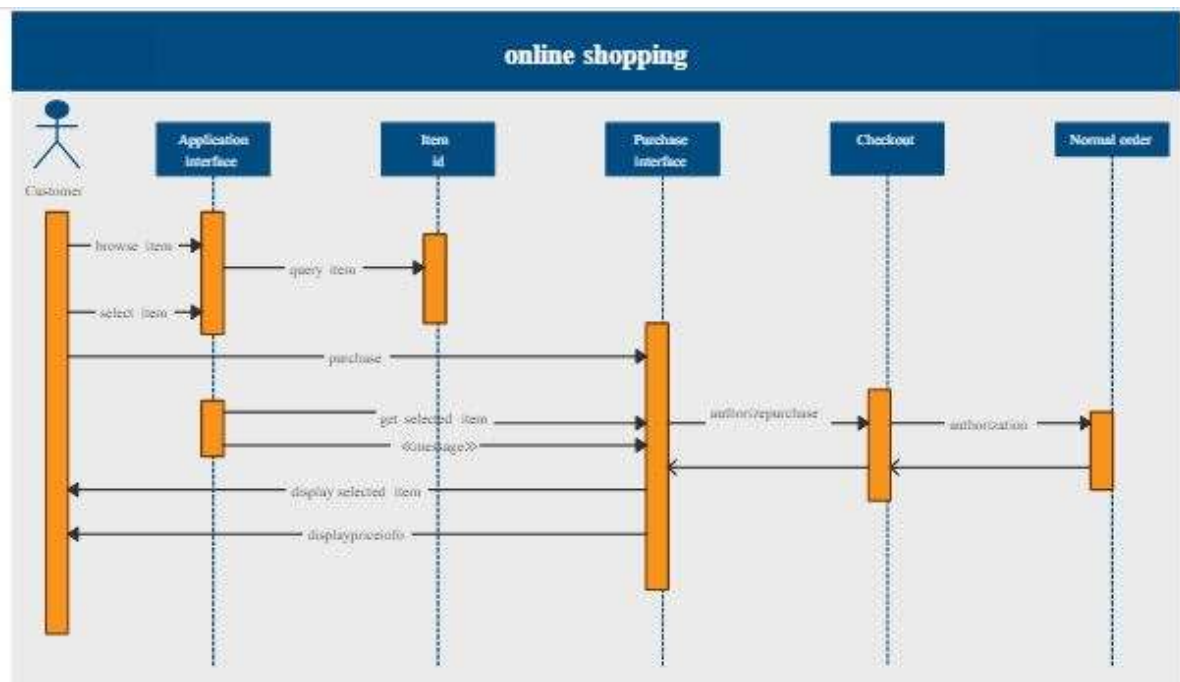 online shopping
Application
interface
Item
id
Purchase
interface
Checkout
Normal order
Customer
browse item
query item
select item
purchase
get selected item
authorizepurchase
authorization
«message»
display selected item
displaypriceinfo